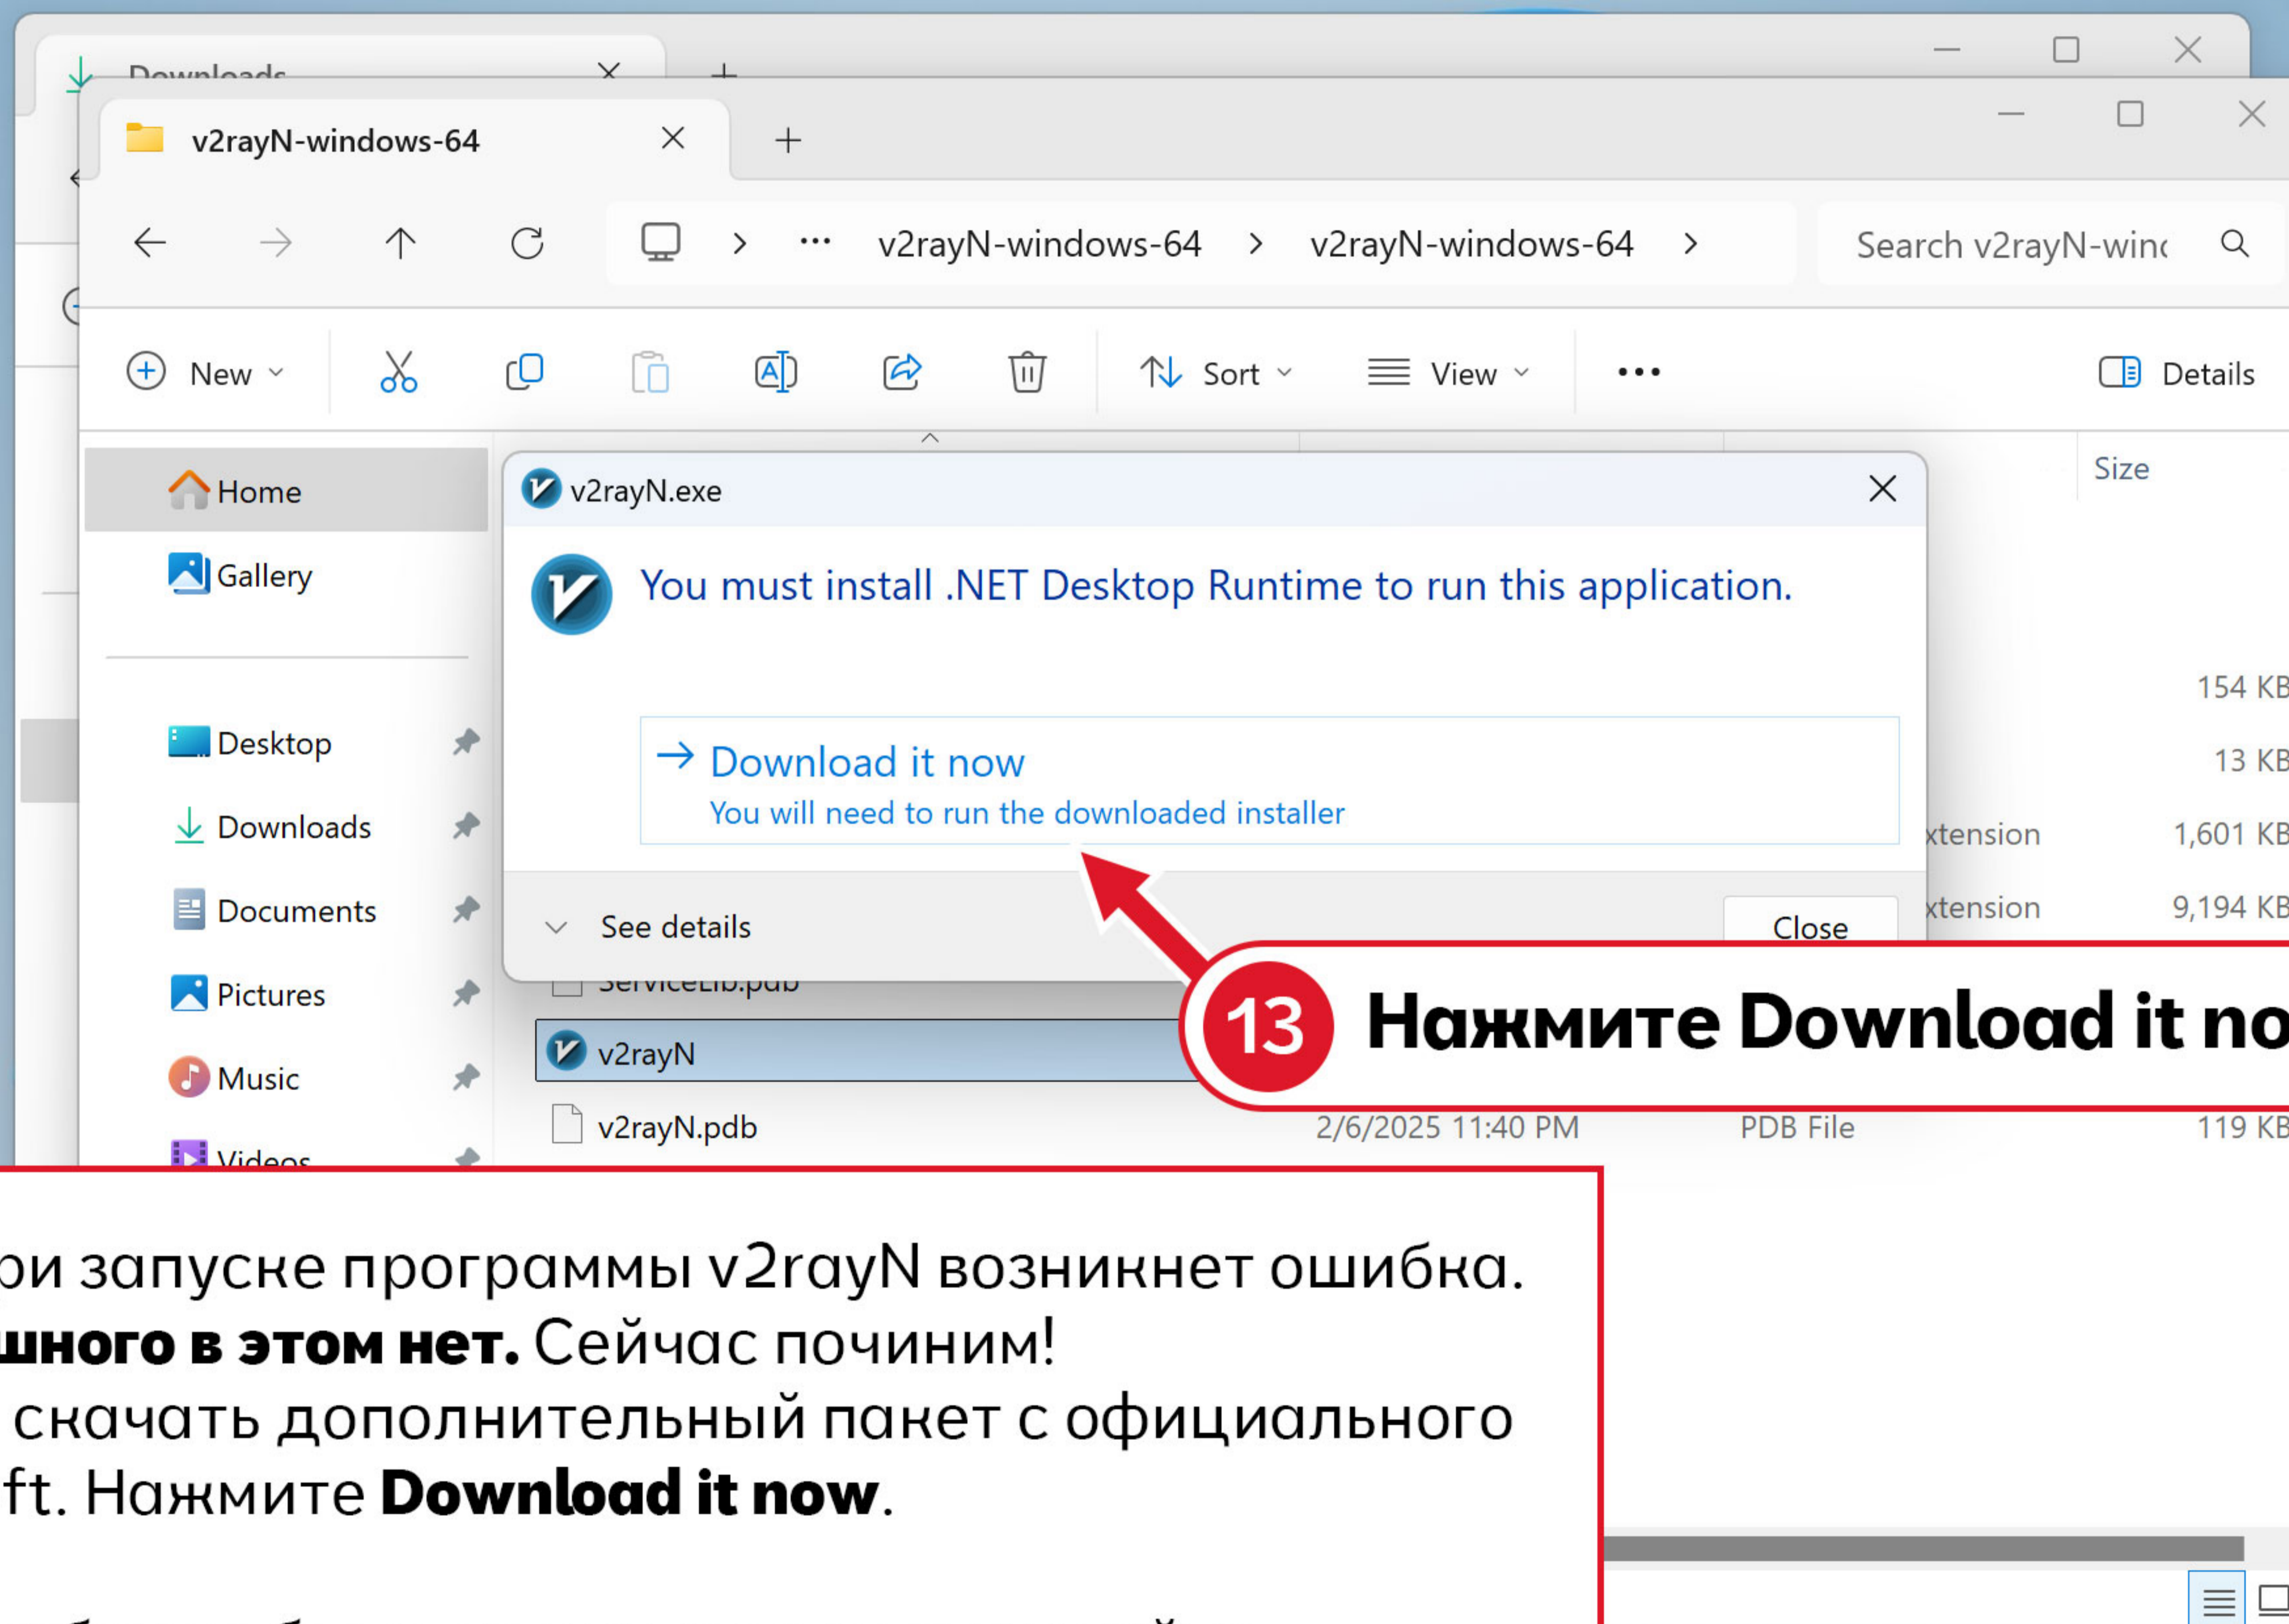 Downloads
v2rayN-windows-64
v2rayN-windows-64 > v2rayN-windows-64 >
Search v2rayN-win
New
Sort
View
Details
Home
Gallery
Desktop
Downloads
Documents
Pictures
Music
Videos
Size
v2rayN.exe
You must install .NET Desktop Runtime to run this application.
Download it now
You will need to run the downloaded installer
See details
Close
154 KB
13 KB
xtension 1,601 KB
xtension 9,194 KB
ServiceLib.pdb
v2rayN
v2rayN.pdb 2/6/2025 11:40 PM PDB File 119 KB
13 Нажмите Download it no
ри запуске программы v2rayN возникнет ошибка.
шного в этом нет. Сейчас починим!
скачать дополнительный пакет с официального
ft. Нажмите Download it now.